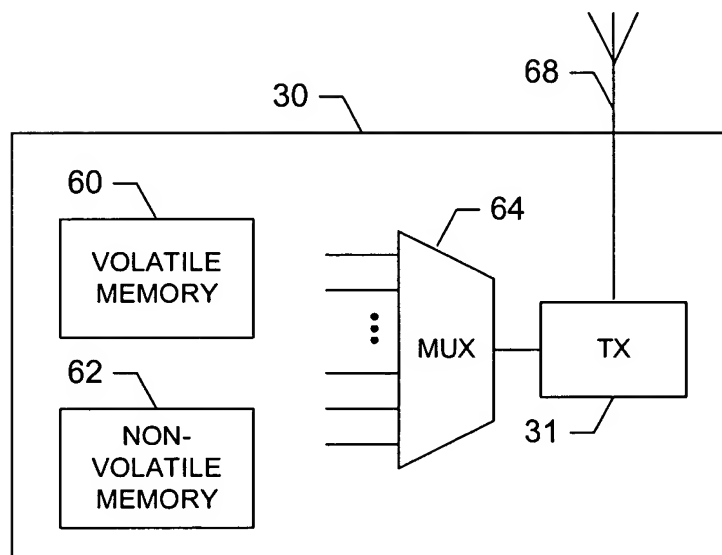 68
30
60
64
VOLATILE
MEMORY
MUX
TX
62
31
NON-
VOLATILE
MEMORY